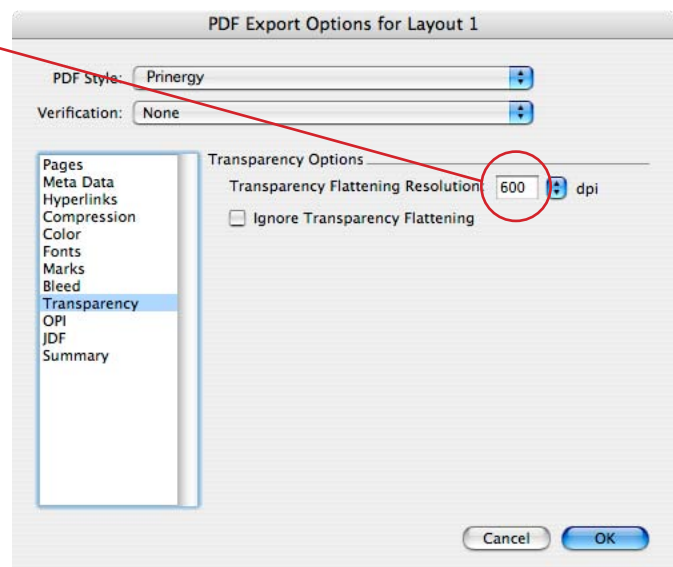 PDF Export Options for Layout 1
PDF Style: Prinergy
Verification: None
Pages
Meta Data
Hyperlinks
Compression
Color
Fonts
Marks
Bleed
Transparency
OPI
JDF
Summary
Transparency Options
Transparency Flattening Resolution: 600 dpi
Ignore Transparency Flattening
Cancel OK